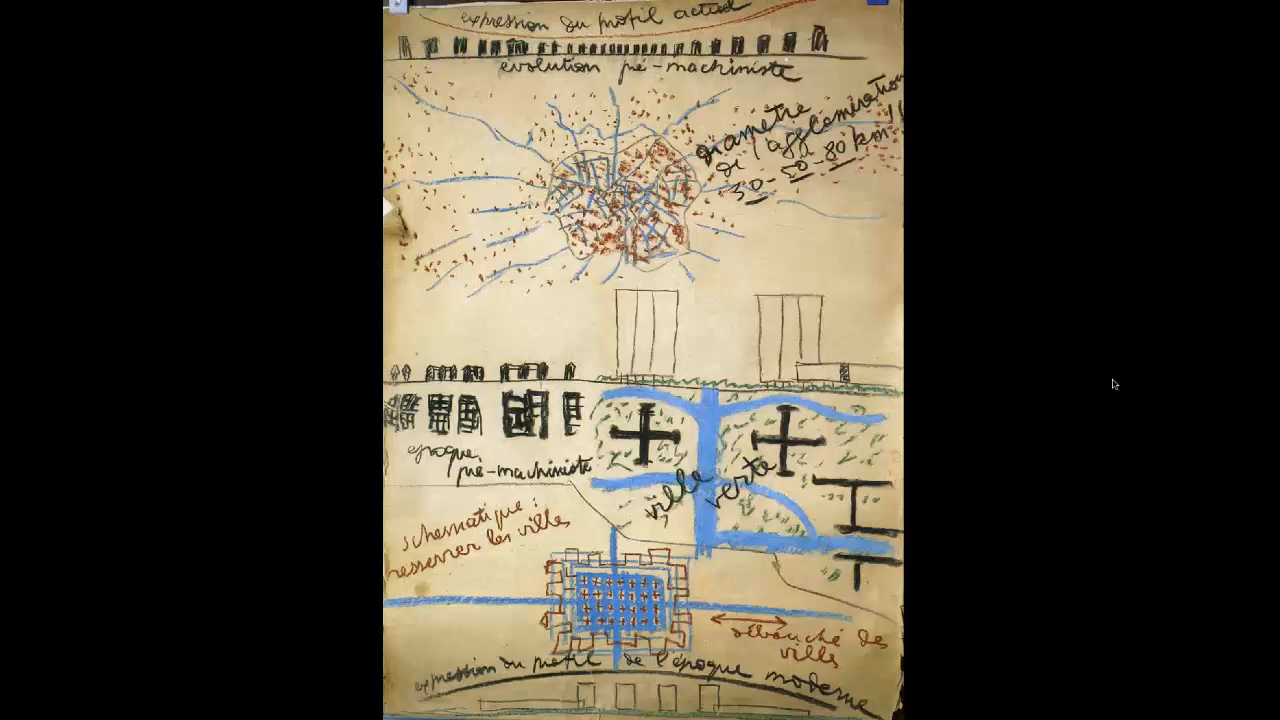 expression du profil actuel
évolution pré-machiniste
diamètre
de l'agglomération
30-50-80 km !!
époque
pré-machiniste
ville verte
schématique :
resserrer les villes
débouché de
villes
expression du profil de l'époque moderne